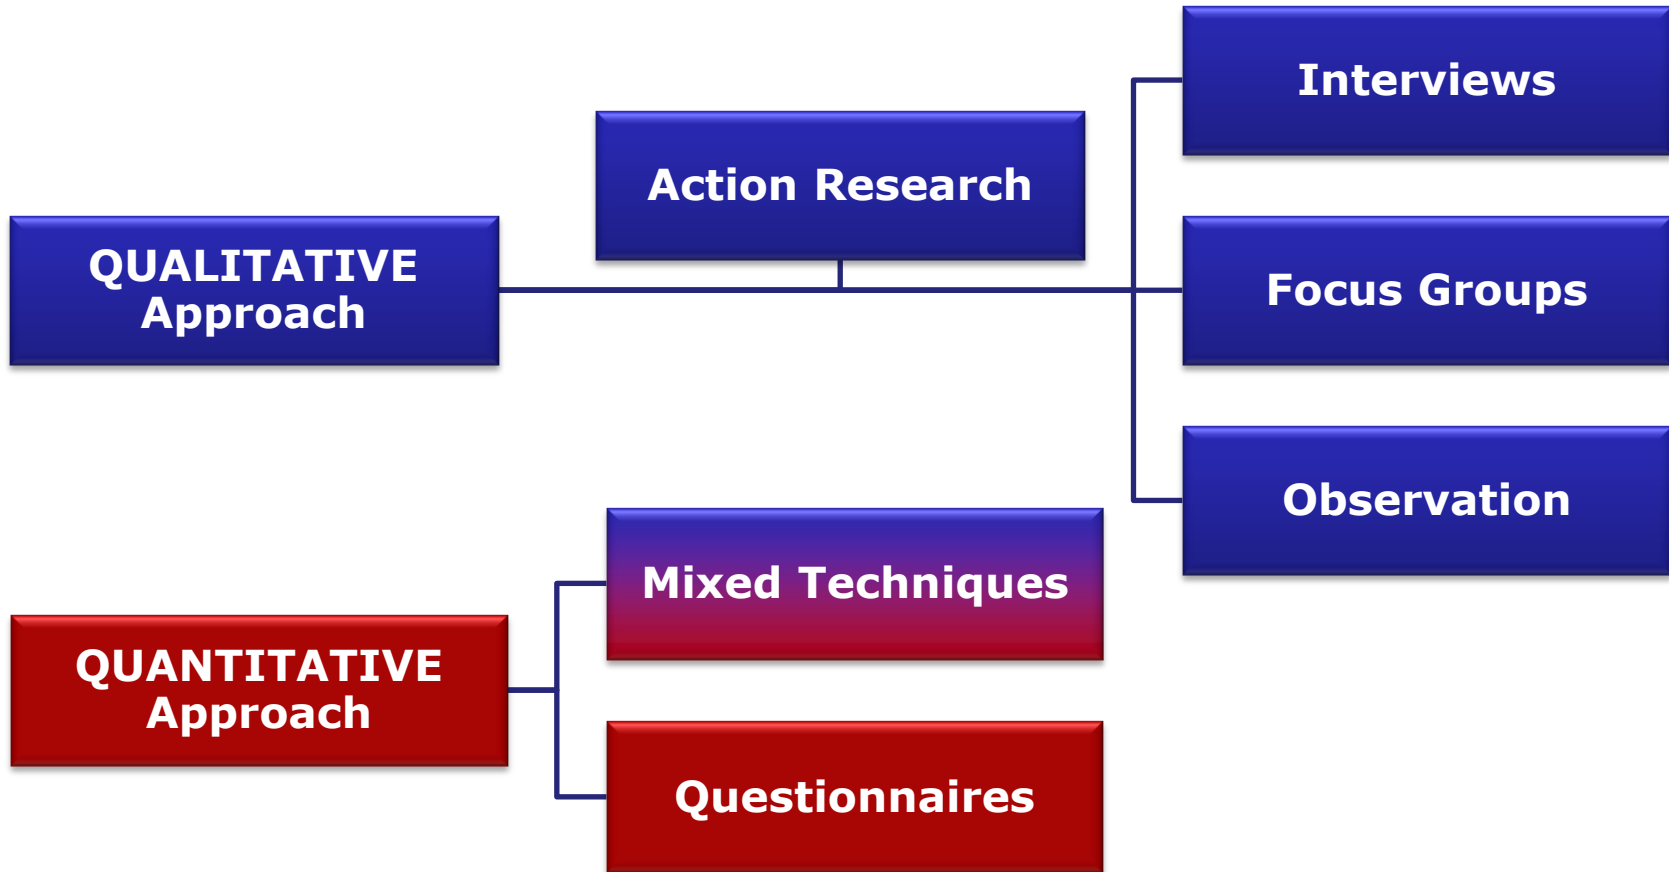 QUALITATIVE
Approach
Action Research
Interviews
Focus Groups
Observation
QUANTITATIVE
Approach
Mixed Techniques
Questionnaires